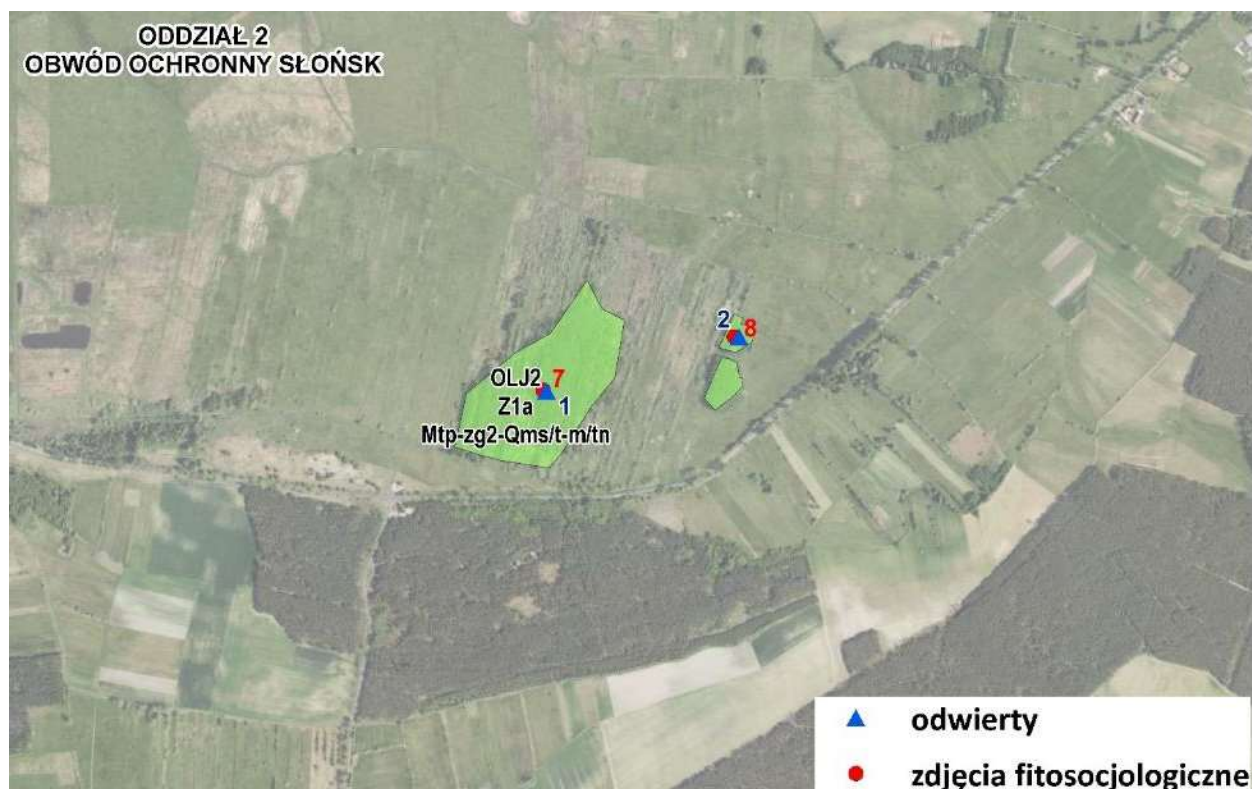 ODDZIAŁ 2
OBWÓD OCHRONNY SŁOŃSK
2 8
OLJ2 7
Z1a 1
Mtp-zg2-Qms/t-m/tn
odwierty
zdjęcia fitosocjologiczne